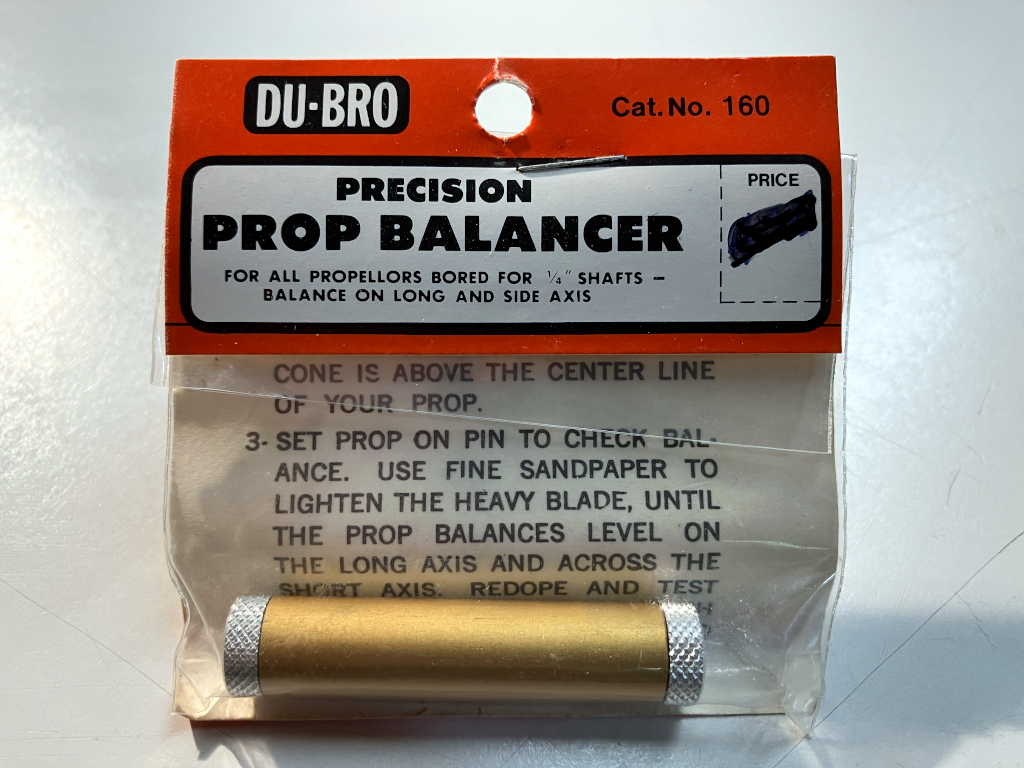 DU-BRO
Cat. No. 160
PRECISION
PRICE
PROP BALANCER
FOR ALL PROPELLORS BORED FOR ¼" SHAFTS –
BALANCE ON LONG AND SIDE AXIS
CONE IS ABOVE THE CENTER LINE
OF YOUR PROP.
3- SET PROP ON PIN TO CHECK BAL-
ANCE. USE FINE SANDPAPER TO
LIGHTEN THE HEAVY BLADE, UNTIL
THE PROP BALANCES LEVEL ON
THE LONG AXIS AND ACROSS THE
SHORT AXIS. REDOPE AND TEST